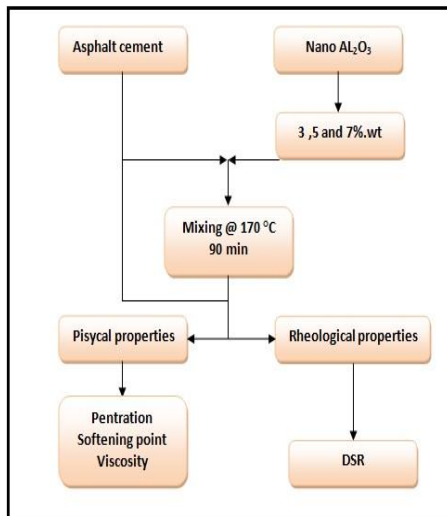 Asphalt cement
Nano AL₂O₃
3 ,5 and 7%.wt
Mixing @ 170 ⁰C
90 min
Pisycal properties
Rheological properties
Pentration
Softening point
Viscosity
DSR